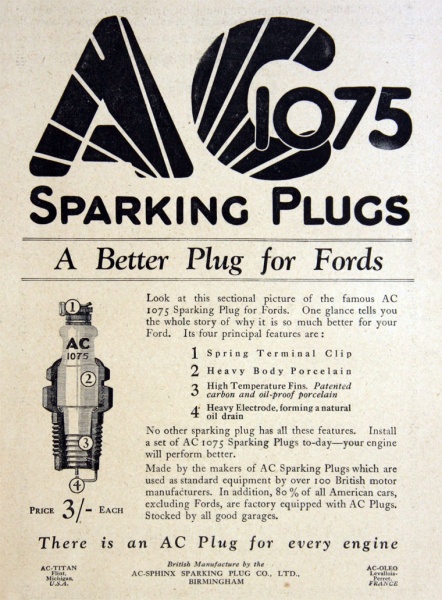 AC 1075
SPARKING PLUGS
A Better Plug for Fords
Look at this sectional picture of the famous AC
1075 Sparking Plug for Fords. One glance tells you
the whole story of why it is so much better for your
Ford. Its four principal features are:
1 Spring Terminal Clip
2 Heavy Body Porcelain
3 High Temperature Fins. Patented
carbon and oil-proof porcelain
4 Heavy Electrode, forming a natural
oil drain
No other sparking plug has all these features. Install
a set of AC 1075 Sparking Plugs to-day—your engine
will perform better.
Made by the makers of AC Sparking Plugs which are
used as standard equipment by over 100 British motor
manufacturers. In addition, 80% of all American cars,
excluding Fords, are factory equipped with AC Plugs.
Stocked by all good garages.
1
AC
1075
2
3
4
PRICE 3/- EACH
There is an AC Plug for every engine
AC-TITAN
Flint,
Michigan,
U.S.A.
British Manufacture by the
AC-SPHINX SPARKING PLUG CO., LTD.,
BIRMINGHAM
AC-OLEO
Levallois-
Perret,
FRANCE